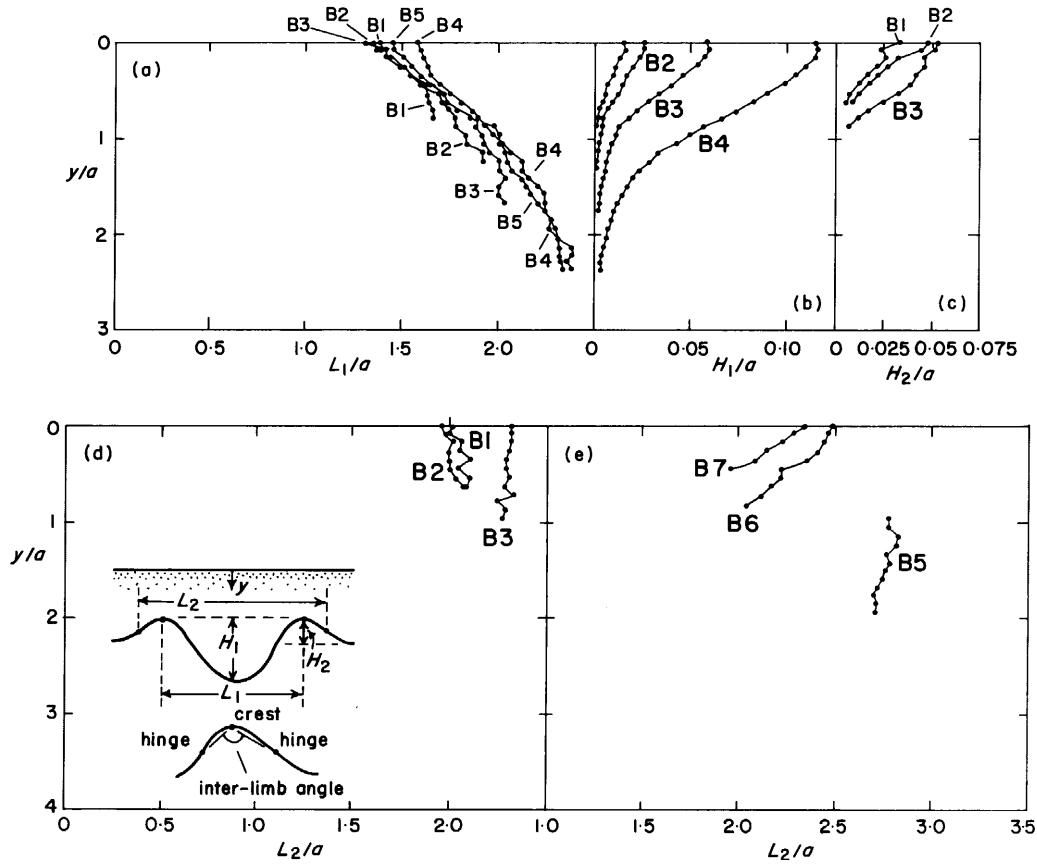 B3
B2
B1
B5
B4
B1
B2
0
(a)
B1
B2
B3
B5
B4
B4
1
y/a
2
3
B2
B3
B4
(b)
B3
(c)
0 0·5 1·0 1·5 2·0
L1/a
0 0·05 0·10
H1/a
0 0·025 0·05 0·075
H2/a
0
(d)
B1
B2
B3
1
y/a
2
3
4
y
L2
H1
H2
L1
crest
hinge hinge
inter-limb angle
0 0·5 1·0 1·5 2·0
L2/a
(e)
B7
B6
B5
1·0 1·5 2·0 2·5 3·0 3·5
L2/a